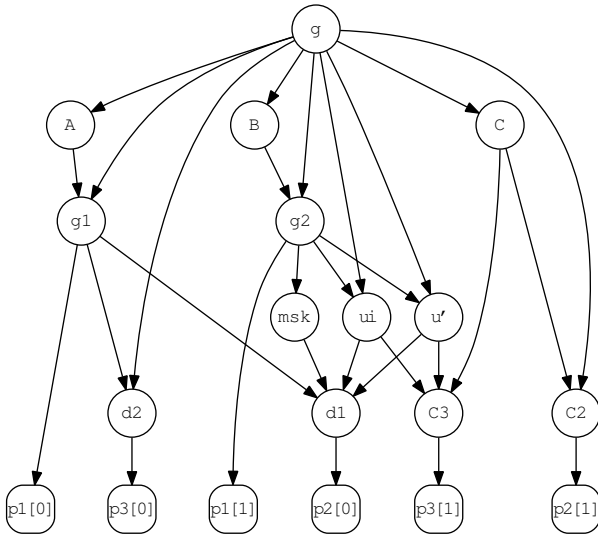 g
A B C
g1 g2
msk ui u′
d2 d1 C3 C2
p1[0] p3[0] p1[1] p2[0] p3[1] p2[1]